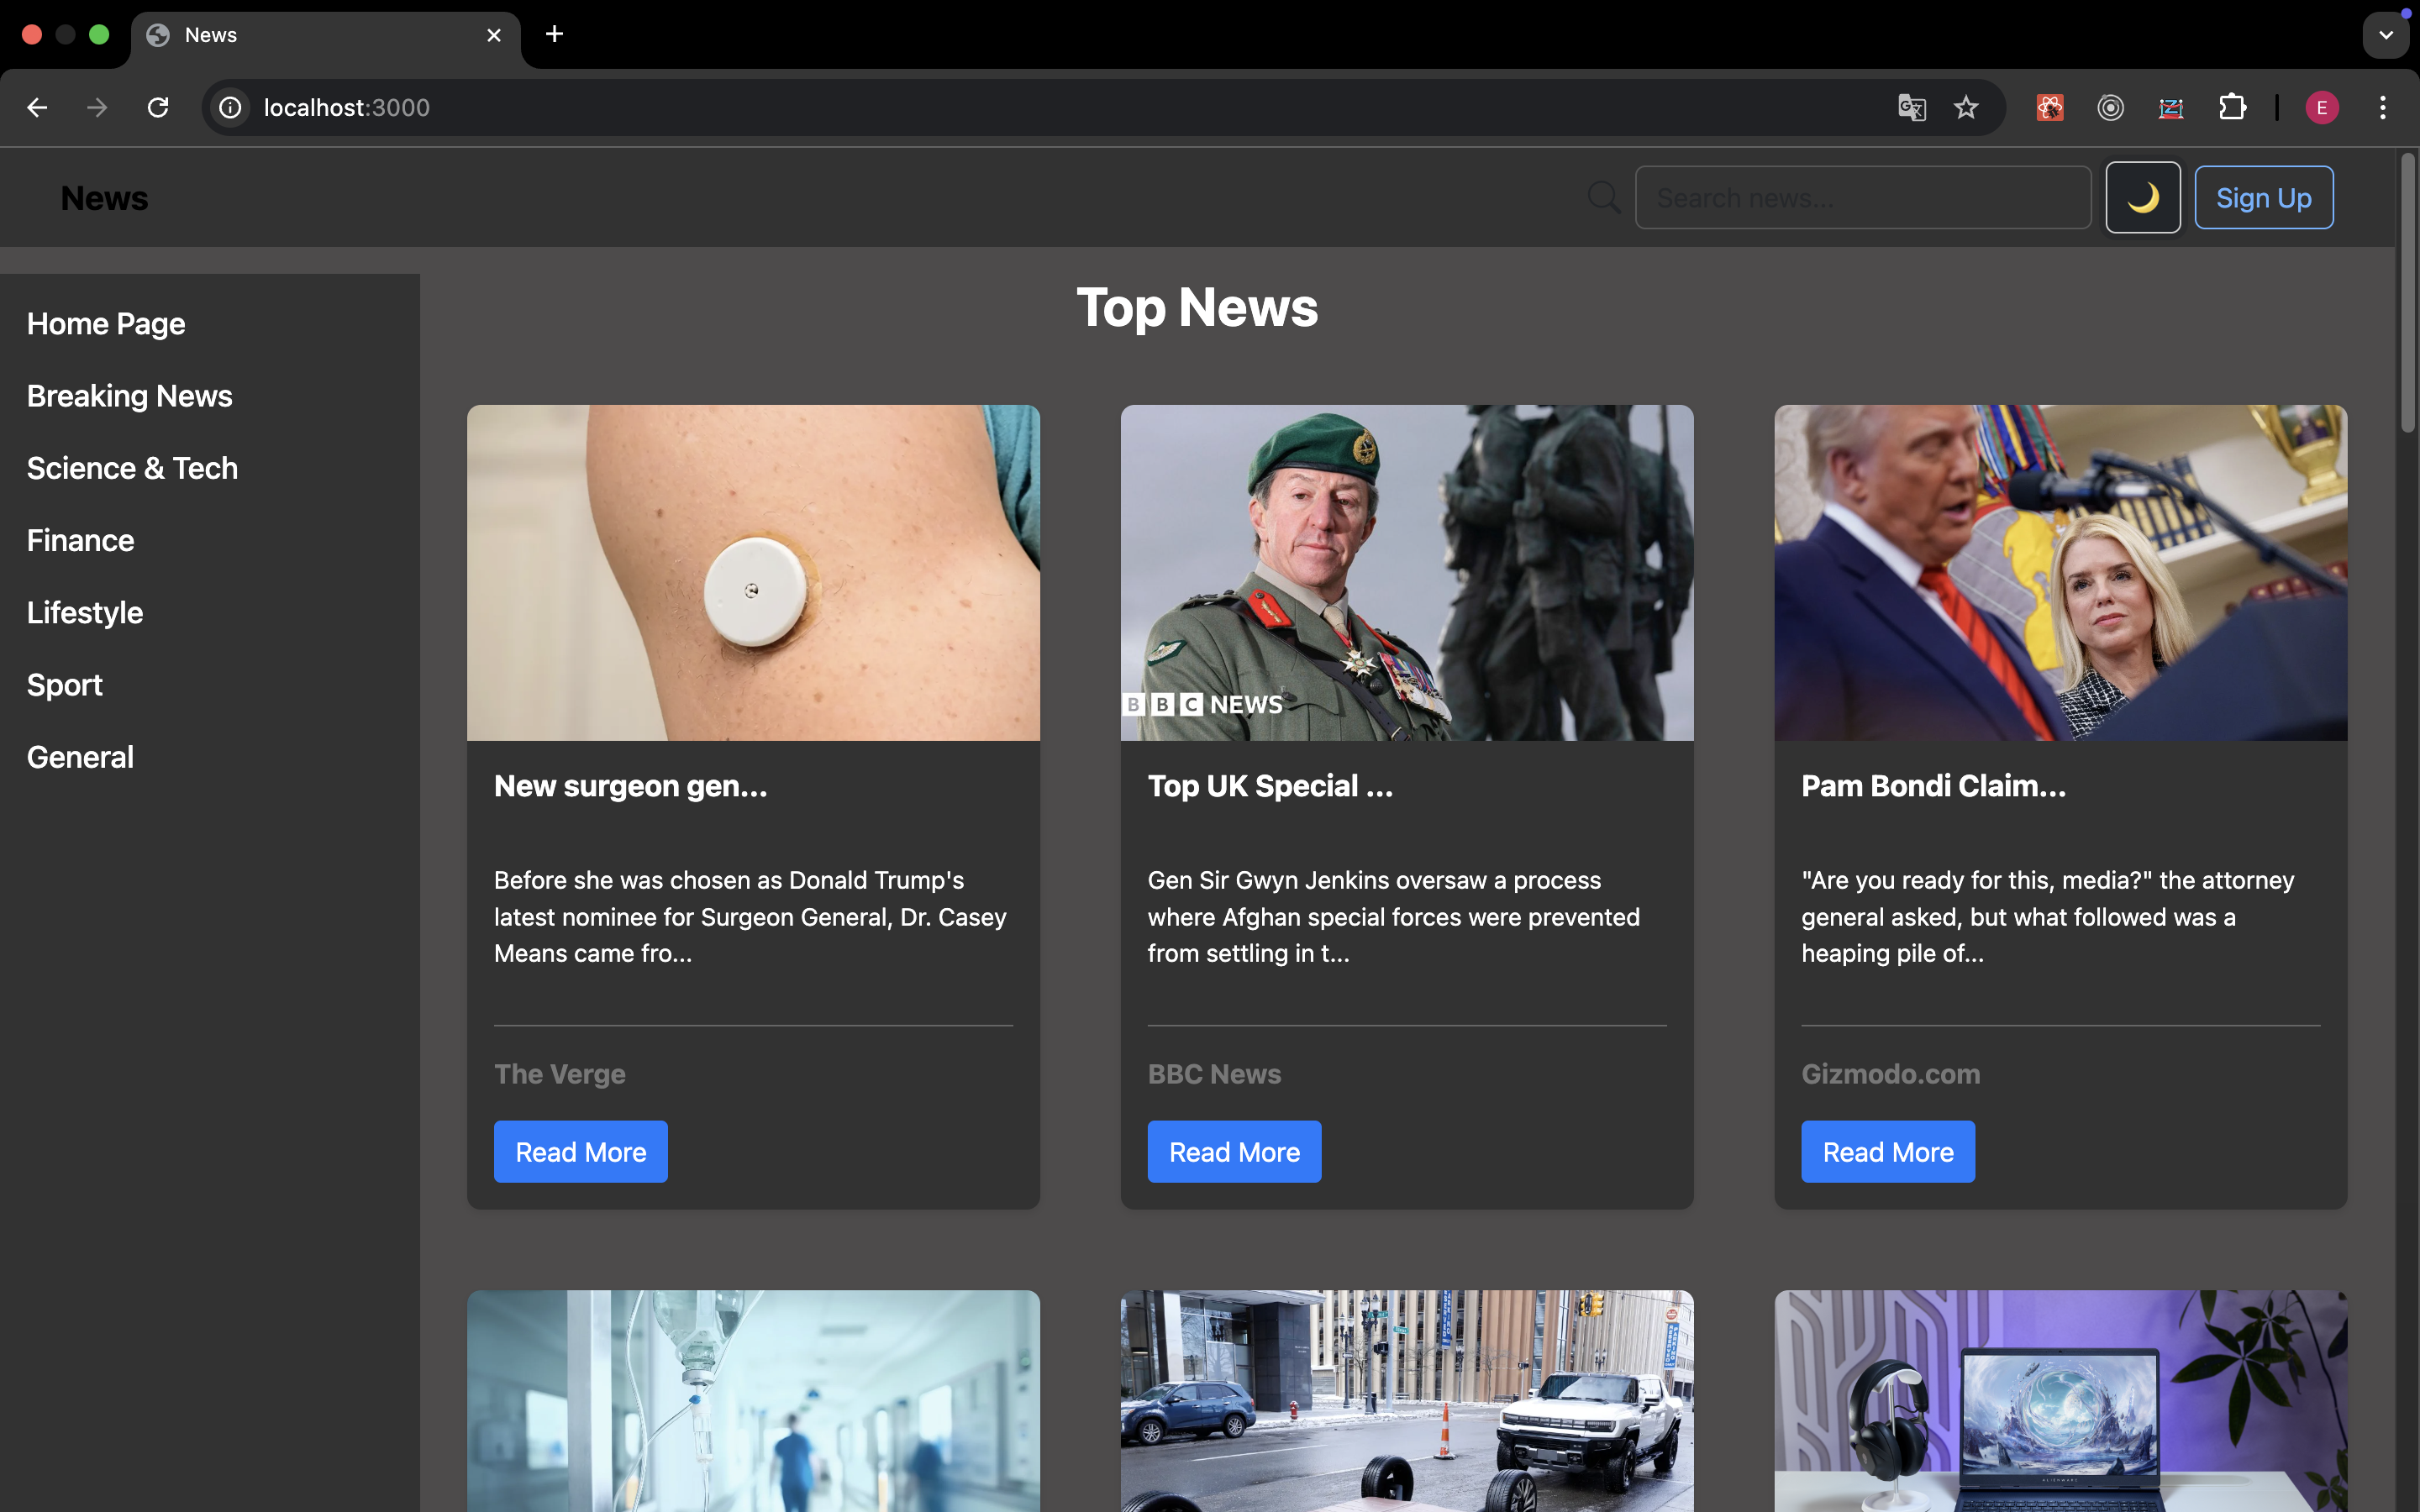 News
localhost:3000
E
News
Search news...
Sign Up
Home Page
Breaking News
Science & Tech
Finance
Lifestyle
Sport
General
Top News
BBC NEWS
New surgeon gen...
Before she was chosen as Donald Trump's
latest nominee for Surgeon General, Dr. Casey
Means came fro...
The Verge
Read More
Top UK Special ...
Gen Sir Gwyn Jenkins oversaw a process
where Afghan special forces were prevented
from settling in t...
BBC News
Read More
Pam Bondi Claim...
"Are you ready for this, media?" the attorney
general asked, but what followed was a
heaping pile of...
Gizmodo.com
Read More